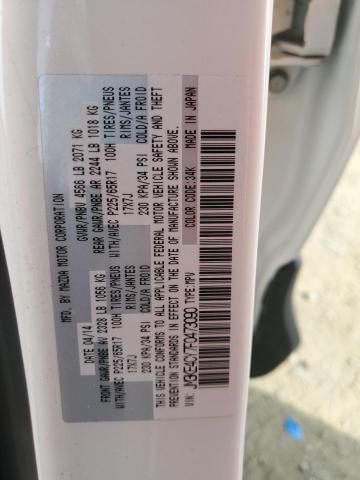 MFD. BY MAZDA MOTOR CORPORATION
DATE: 04/14 GVWR/PNBV 4566 LB 2071 KG
FRONT GAWR/PNBE AV 2328 LB 1056 KG REAR GAWR/PNBE AR 2244 LB 1018 KG
WITH/AVEC P225/65R17 100H TIRES/PNEUS WITH/AVEC P225/65R17 100H TIRES/PNEUS
17X7J RIMS/JANTES 17X7J RIMS/JANTES
230 KPA/34 PSI COLD/A FROID 230 KPA/34 PSI COLD/A FROID
THIS VEHICLE CONFORMS TO ALL APPLICABLE FEDERAL MOTOR VEHICLE SAFETY AND THEFT
PREVENTION STANDARDS IN EFFECT ON THE DATE OF MANUFACTURE SHOWN ABOVE.
VIN: JM3KE4CY7F0473090 TYPE:MPV COLOR: 34K MADE IN JAPAN